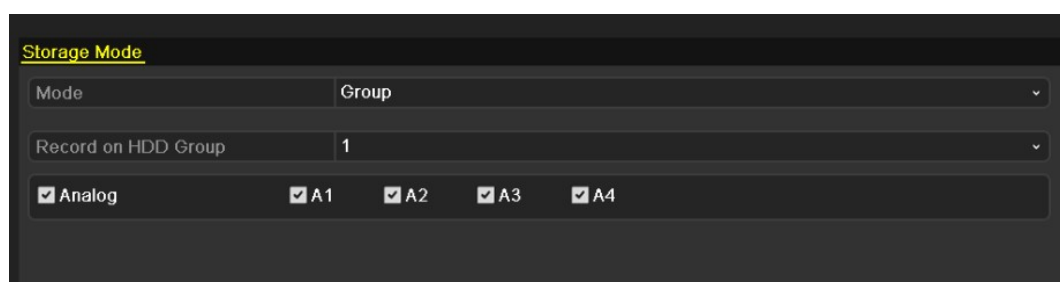 Storage Mode
Mode Group
Record on HDD Group 1
Analog A1 A2 A3 A4